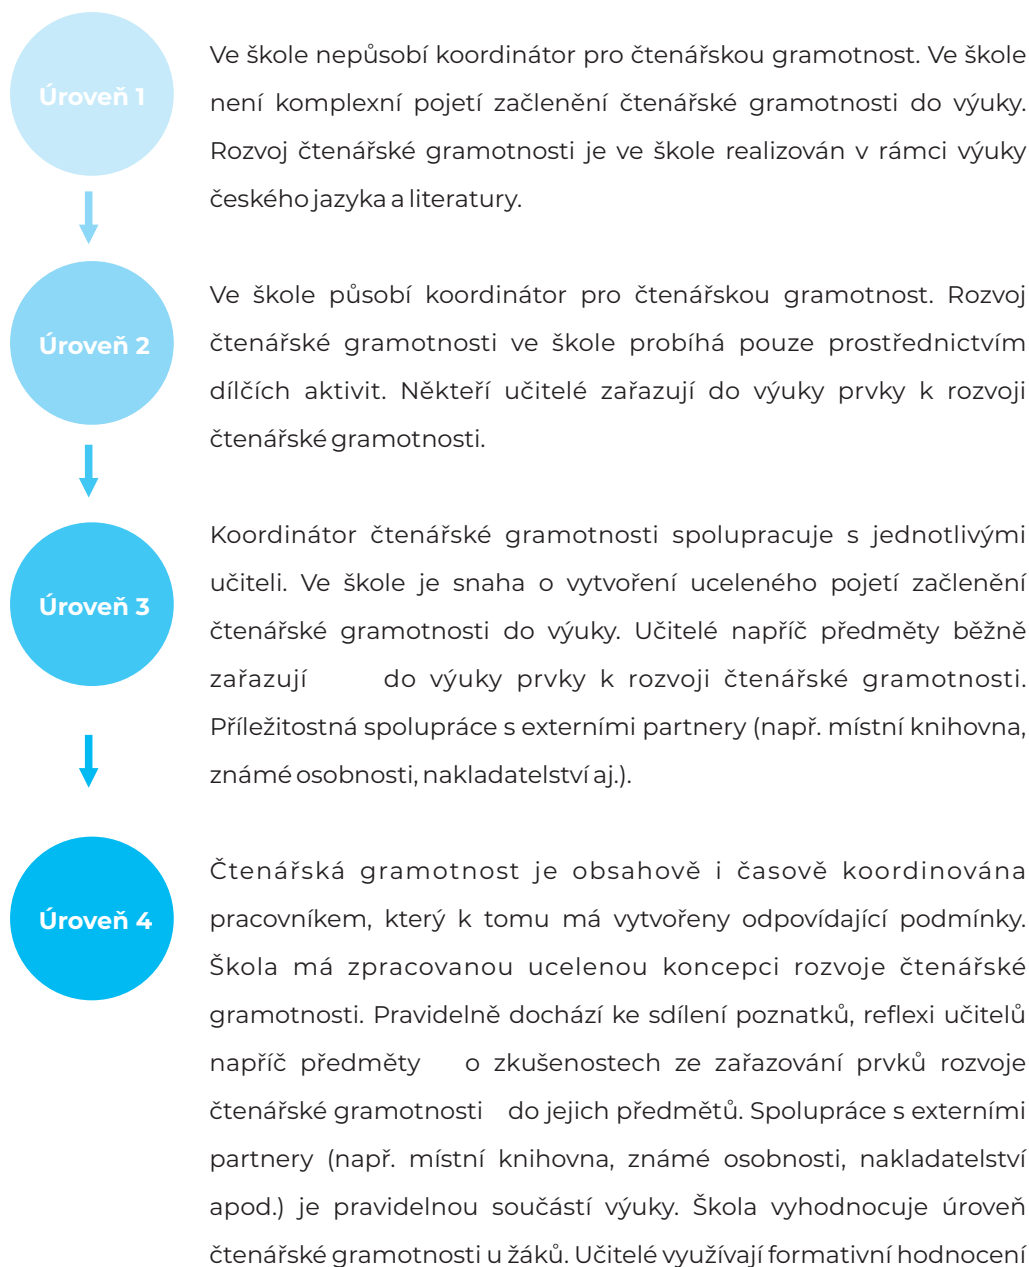 Úroveň 1
Ve škole nepůsobí koordinátor pro čtenářskou gramotnost. Ve škole
není komplexní pojetí začlenění čtenářské gramotnosti do výuky.
Rozvoj čtenářské gramotnosti je ve škole realizován v rámci výuky
českého jazyka a literatury.
Úroveň 2
Ve škole působí koordinátor pro čtenářskou gramotnost. Rozvoj
čtenářské gramotnosti ve škole probíhá pouze prostřednictvím
dílčích aktivit. Někteří učitelé zařazují do výuky prvky k rozvoji
čtenářské gramotnosti.
Úroveň 3
Koordinátor čtenářské gramotnosti spolupracuje s jednotlivými
učiteli. Ve škole je snaha o vytvoření uceleného pojetí začlenění
čtenářské gramotnosti do výuky. Učitelé napříč předměty běžně
zařazují do výuky prvky k rozvoji čtenářské gramotnosti.
Příležitostná spolupráce s externími partnery (např. místní knihovna,
známé osobnosti, nakladatelství aj.).
Úroveň 4
Čtenářská gramotnost je obsahově i časově koordinována
pracovníkem, který k tomu má vytvořeny odpovídající podmínky.
Škola má zpracovanou ucelenou koncepci rozvoje čtenářské
gramotnosti. Pravidelně dochází ke sdílení poznatků, reflexi učitelů
napříč předměty o zkušenostech ze zařazování prvků rozvoje
čtenářské gramotnosti do jejich předmětů. Spolupráce s externími
partnery (např. místní knihovna, známé osobnosti, nakladatelství
apod.) je pravidelnou součástí výuky. Škola vyhodnocuje úroveň
čtenářské gramotnosti u žáků. Učitelé využívají formativní hodnocení